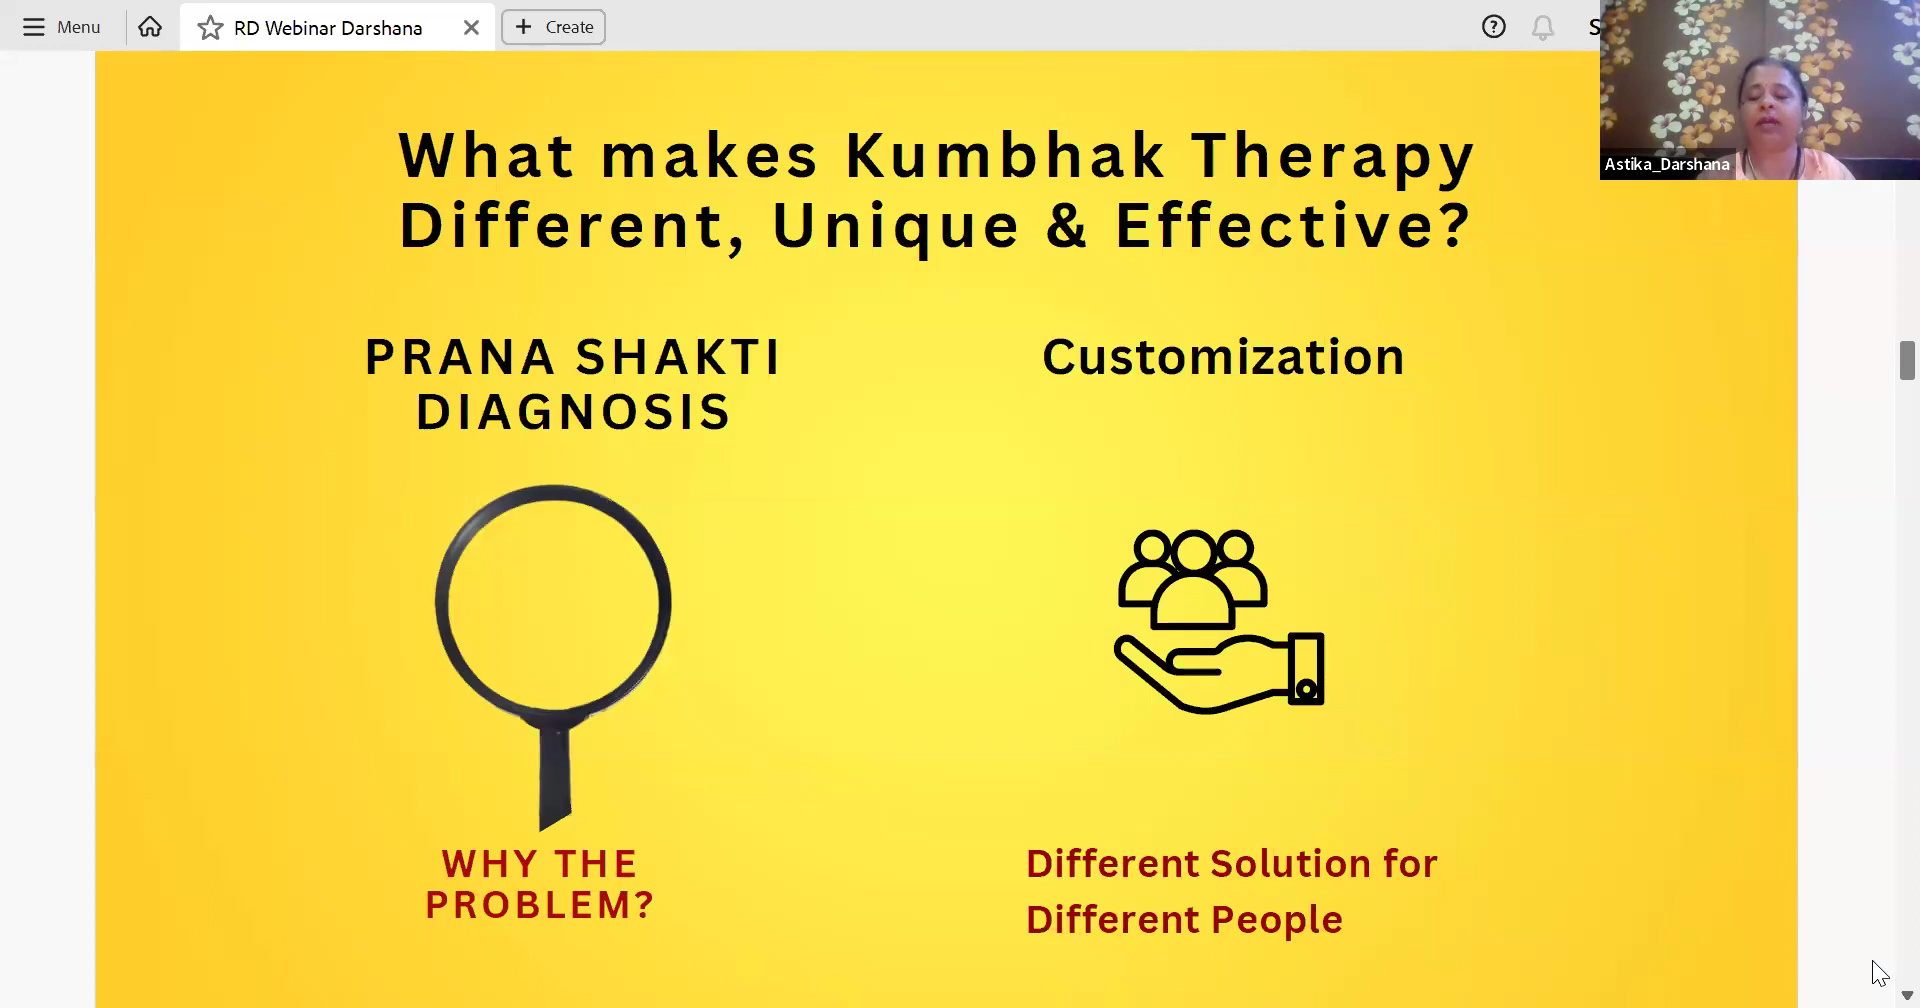 Menu
RD Webinar Darshana
Create
S
Astika_Darshana
What makes Kumbhak Therapy
Different, Unique & Effective?
PRANA SHAKTI
DIAGNOSIS
Customization
WHY THE
PROBLEM?
Different Solution for
Different People